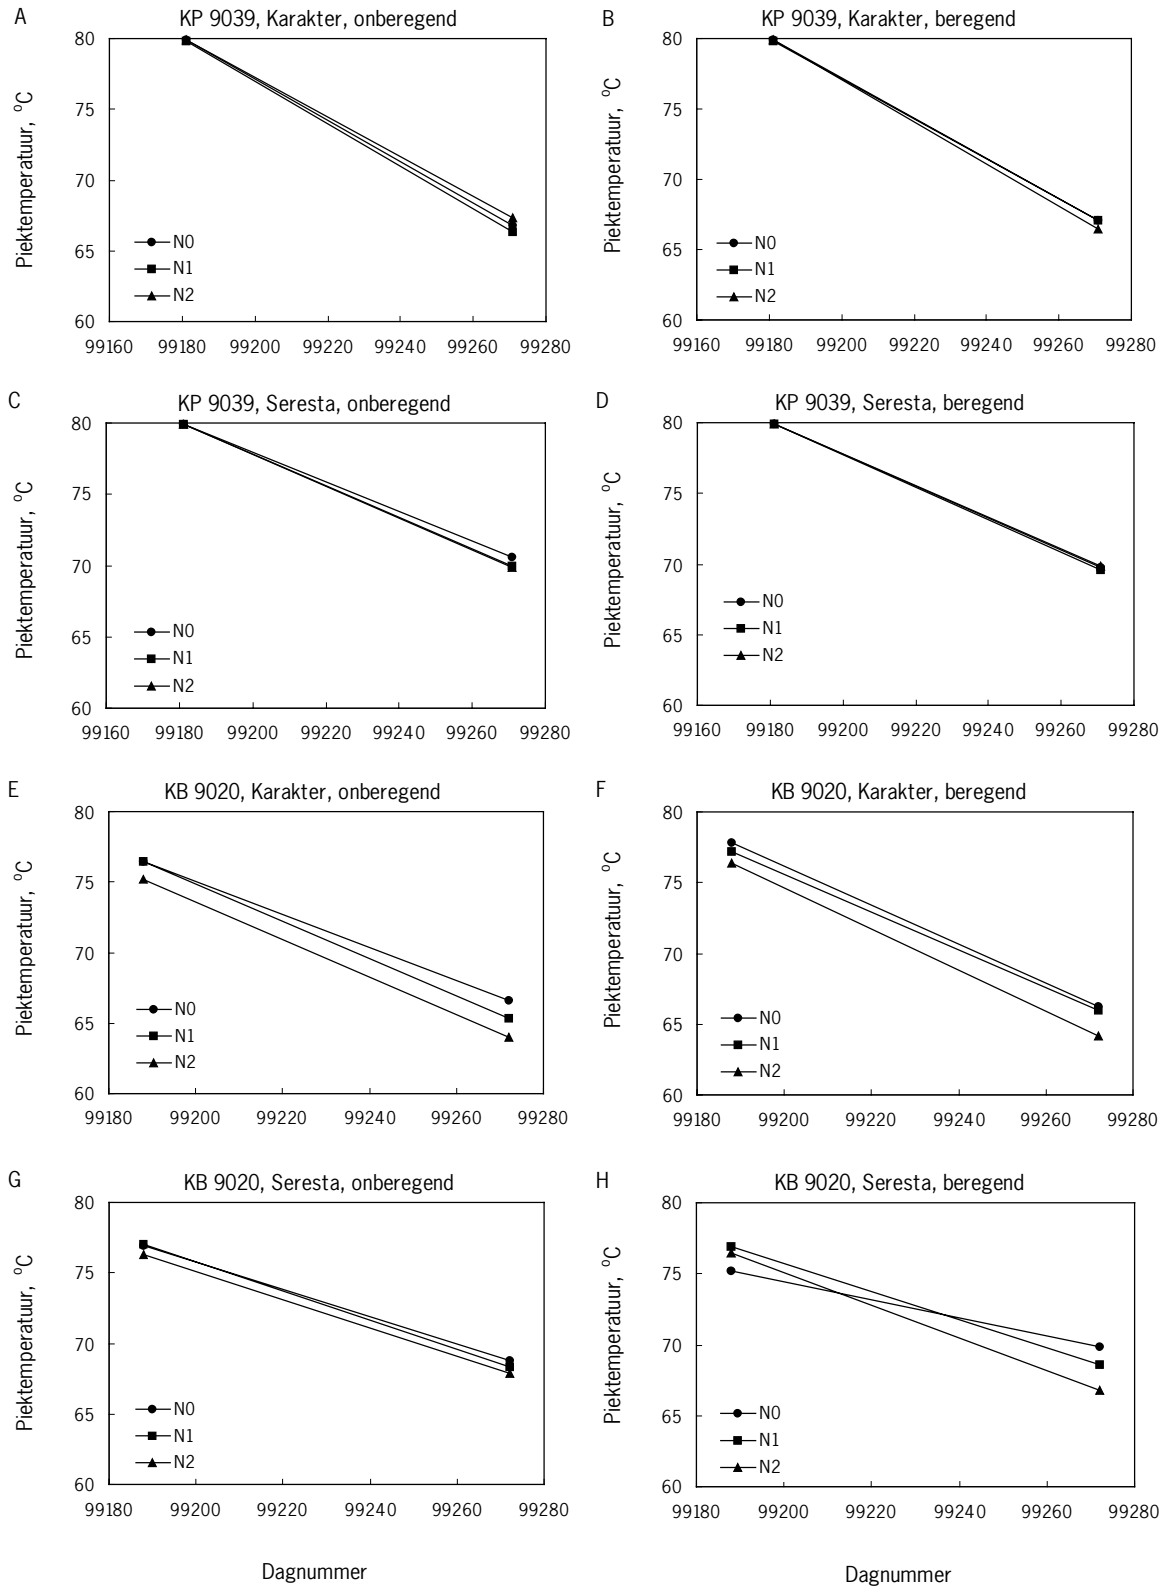 A
KP 9039, Karakter, onberegend
80
75
70
65
60
Piektemperatuur, °C
N0
N1
N2
99160 99180 99200 99220 99240 99260 99280
B
KP 9039, Karakter, beregend
80
75
70
65
60
Piektemperatuur, °C
N0
N1
N2
99160 99180 99200 99220 99240 99260 99280
C
KP 9039, Seresta, onberegend
80
75
70
65
60
Piektemperatuur, °C
N0
N1
N2
99160 99180 99200 99220 99240 99260 99280
D
KP 9039, Seresta, beregend
80
75
70
65
60
Piektemperatuur, °C
N0
N1
N2
99160 99180 99200 99220 99240 99260 99280
E
KB 9020, Karakter, onberegend
80
75
70
65
60
Piektemperatuur, °C
N0
N1
N2
99180 99200 99220 99240 99260 99280
F
KB 9020, Karakter, beregend
80
75
70
65
60
Piektemperatuur, °C
N0
N1
N2
99180 99200 99220 99240 99260 99280
G
KB 9020, Seresta, onberegend
80
75
70
65
60
Piektemperatuur, °C
N0
N1
N2
99180 99200 99220 99240 99260 99280
Dagnummer
H
KB 9020, Seresta, beregend
80
75
70
65
60
Piektemperatuur, °C
N0
N1
N2
99180 99200 99220 99240 99260 99280
Dagnummer